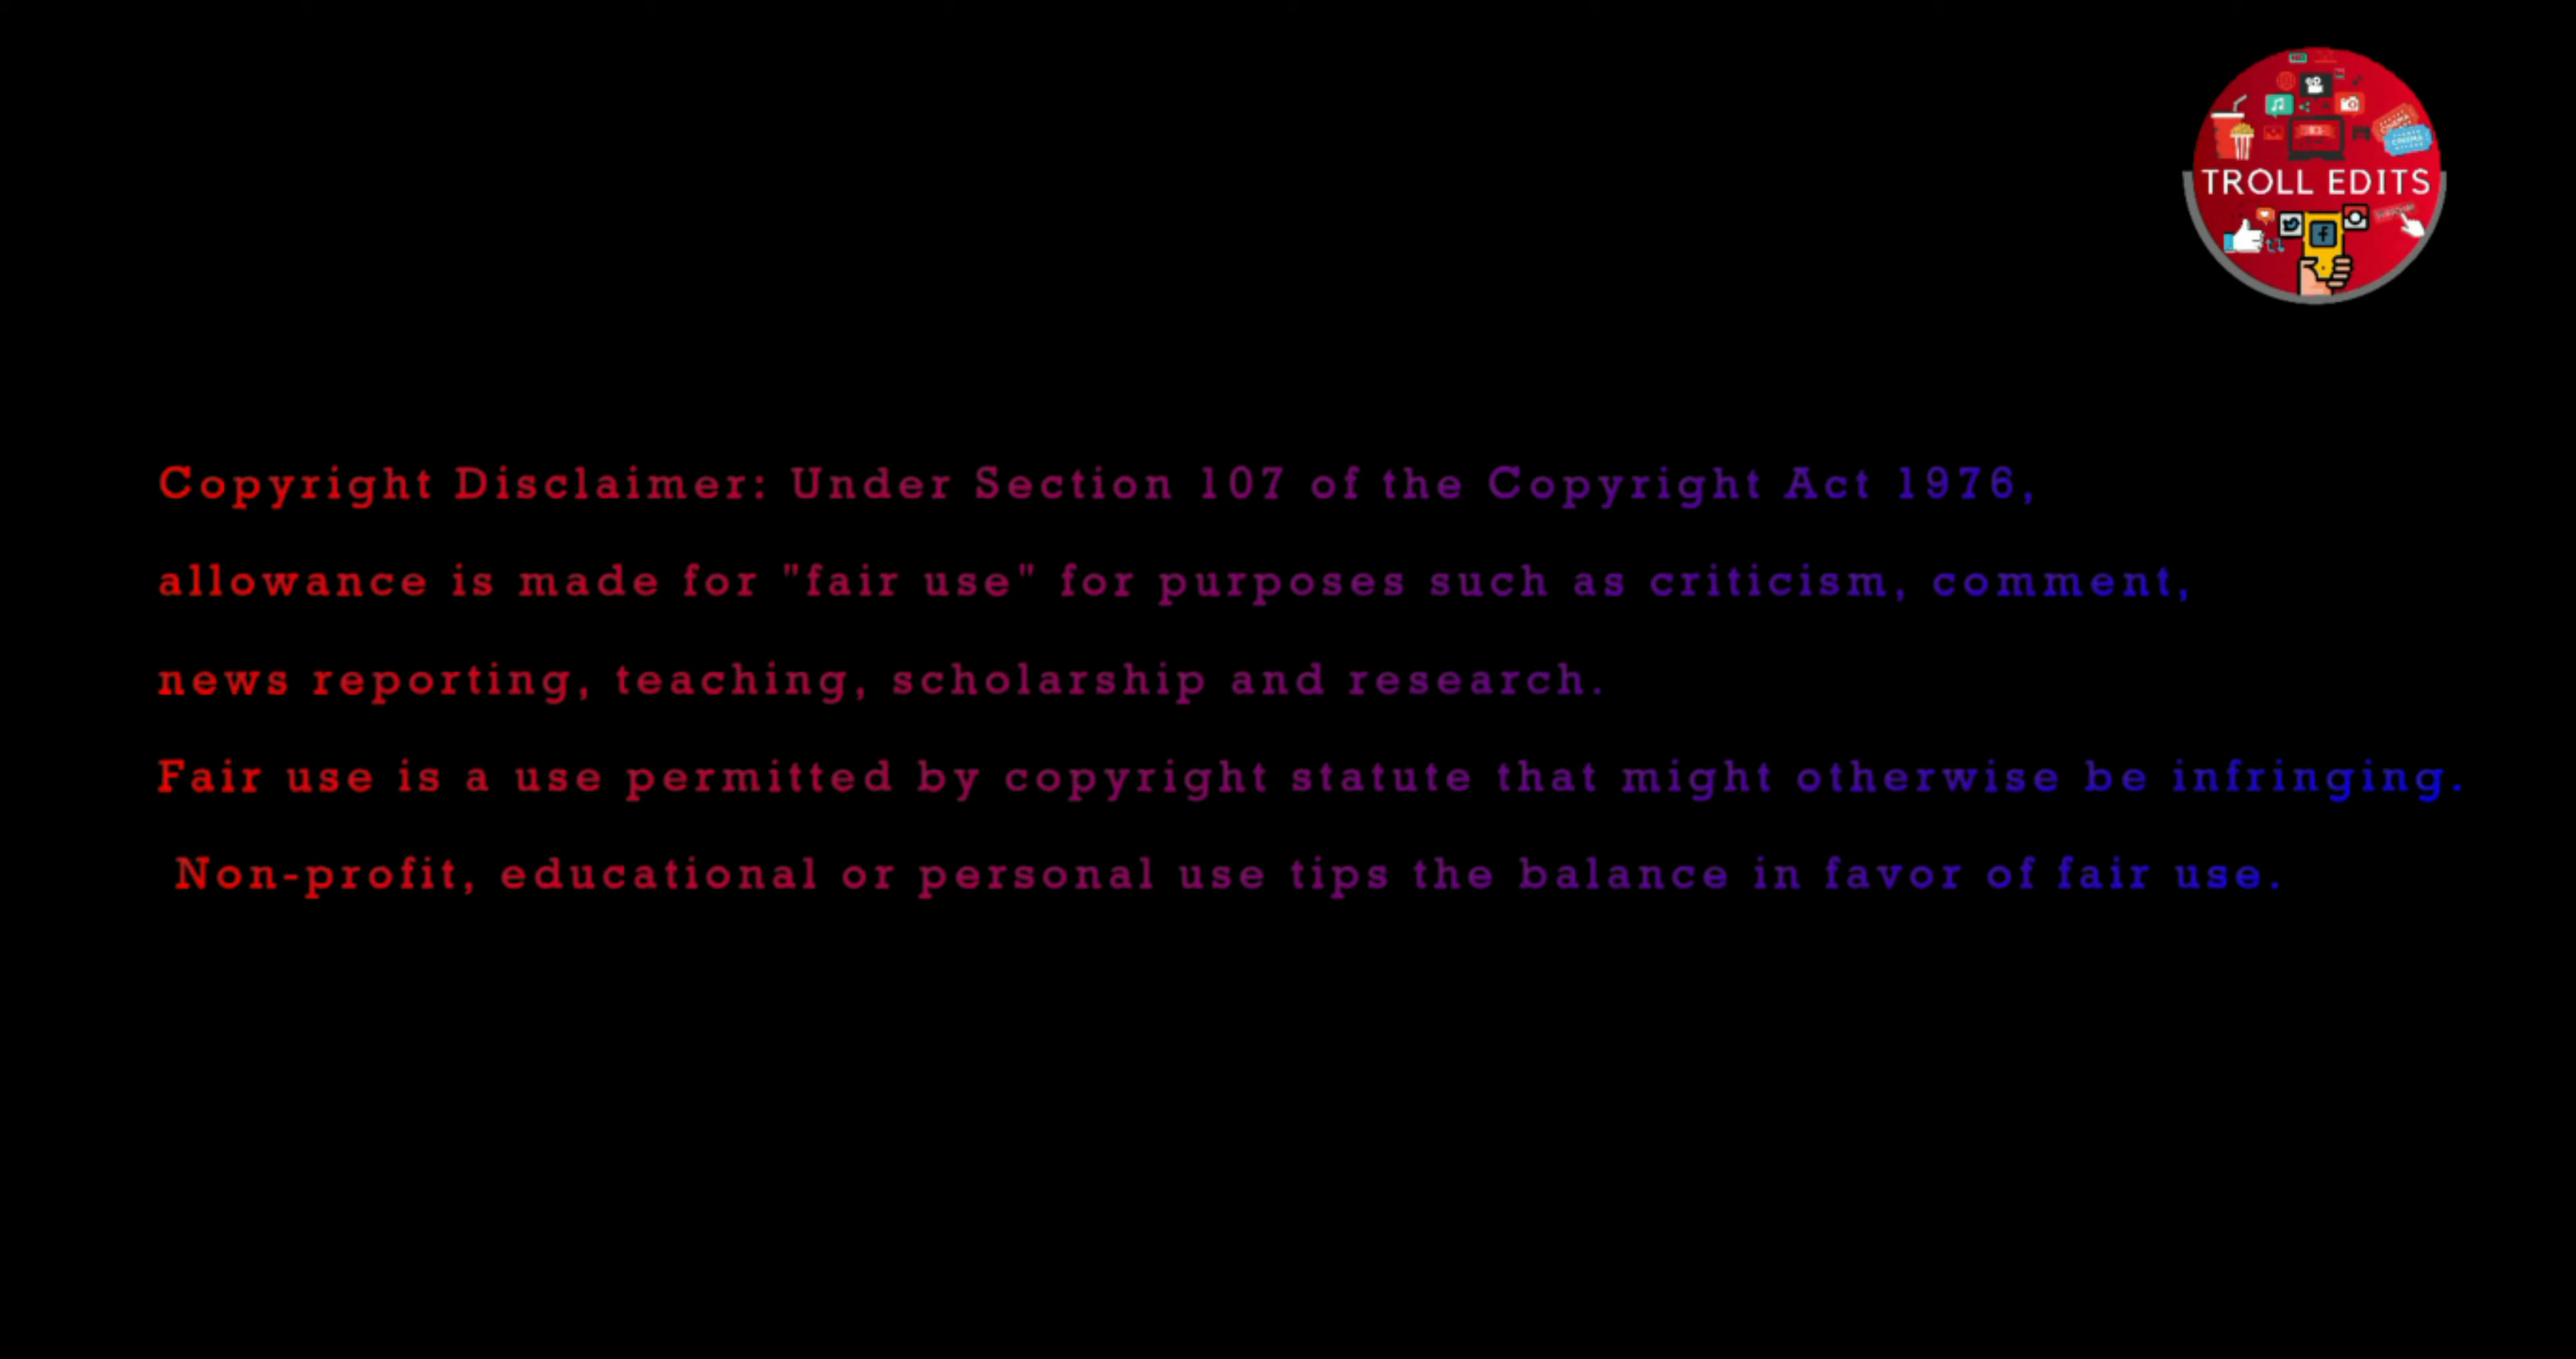 TROLL EDITS
Copyright Disclaimer: Under Section 107 of the Copyright Act 1976,
allowance is made for "fair use" for purposes such as criticism, comment,
news reporting, teaching, scholarship and research.
Fair use is a use permitted by copyright statute that might otherwise be infringing.
Non-profit, educational or personal use tips the balance in favor of fair use.